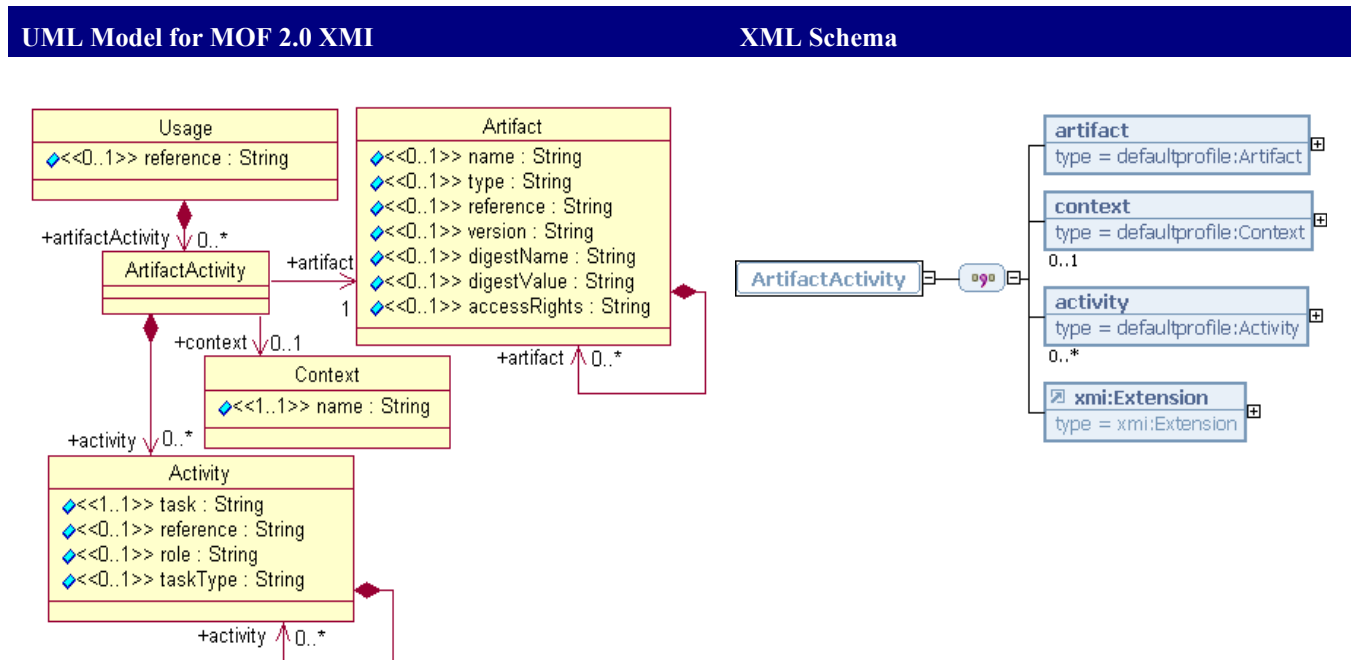 UML Model for MOF 2.0 XMI
XML Schema
Usage
<<0..1>> reference : String
+artifactActivity
0..*
ArtifactActivity
+artifact
1
Artifact
<<0..1>> name : String
<<0..1>> type : String
<<0..1>> reference : String
<<0..1>> version : String
<<0..1>> digestName : String
<<0..1>> digestValue : String
<<0..1>> accessRights : String
+artifact
0..*
+context
0..1
Context
<<1..1>> name : String
+activity
0..*
Activity
<<1..1>> task : String
<<0..1>> reference : String
<<0..1>> role : String
<<0..1>> taskType : String
+activity
0..*
ArtifactActivity
artifact
type = defaultprofile:Artifact
context
type = defaultprofile:Context
0..1
activity
type = defaultprofile:Activity
0..*
xmi:Extension
type = xmi:Extension